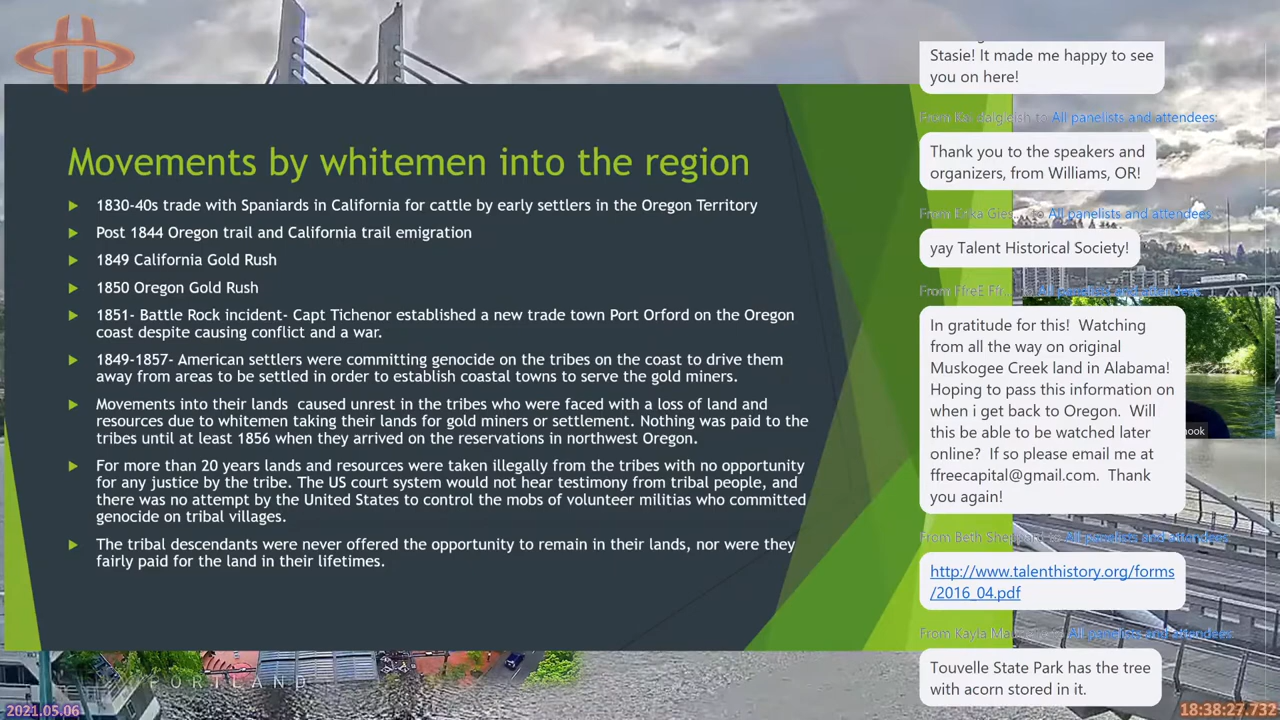 Movements by whitemen into the region
1830-40s trade with Spaniards in California for cattle by early settlers in the Oregon Territory
Post 1844 Oregon trail and California trail emigration
1849 California Gold Rush
1850 Oregon Gold Rush
1851- Battle Rock incident- Capt Tichenor established a new trade town Port Orford on the Oregon
coast despite causing conflict and a war.
1849-1857- American settlers were committing genocide on the tribes on the coast to drive them
away from areas to be settled in order to establish coastal towns to serve the gold miners.
Movements into their lands  caused unrest in the tribes who were faced with a loss of land and
resources due to whitemen taking their lands for gold miners or settlement. Nothing was paid to the
tribes until at least 1856 when they arrived on the reservations in northwest Oregon.
For more than 20 years lands and resources were taken illegally from the tribes with no opportunity
for any justice by the tribe. The US court system would not hear testimony from tribal people, and
there was no attempt by the United States to control the mobs of volunteer militias who committed
genocide on tribal villages.
The tribal descendants were never offered the opportunity to remain in their lands, nor were they
fairly paid for the land in their lifetimes.
Stasie! It made me happy to see
you on here!
From to All panelists and attendees:
Thank you to the speakers and
organizers, from Williams, OR!
From to All panelists and attendees:
yay Talent Historical Society!
From to All panelists and attendees:
In gratitude for this!  Watching
from all the way on original
Muskogee Creek land in Alabama!
Hoping to pass this information on
when i get back to Oregon.  Will
this be able to be watched later
online?  If so please email me at
ffreecapital@gmail.com.  Thank
you again!
From Beth to All panelists and attendees:
http://www.talenthistory.org/forms
/2016_04.pdf
From Kayla to All panelists and attendees:
Touvelle State Park has the tree
with acorn stored in it.
2021.05.06
18:38:27.732